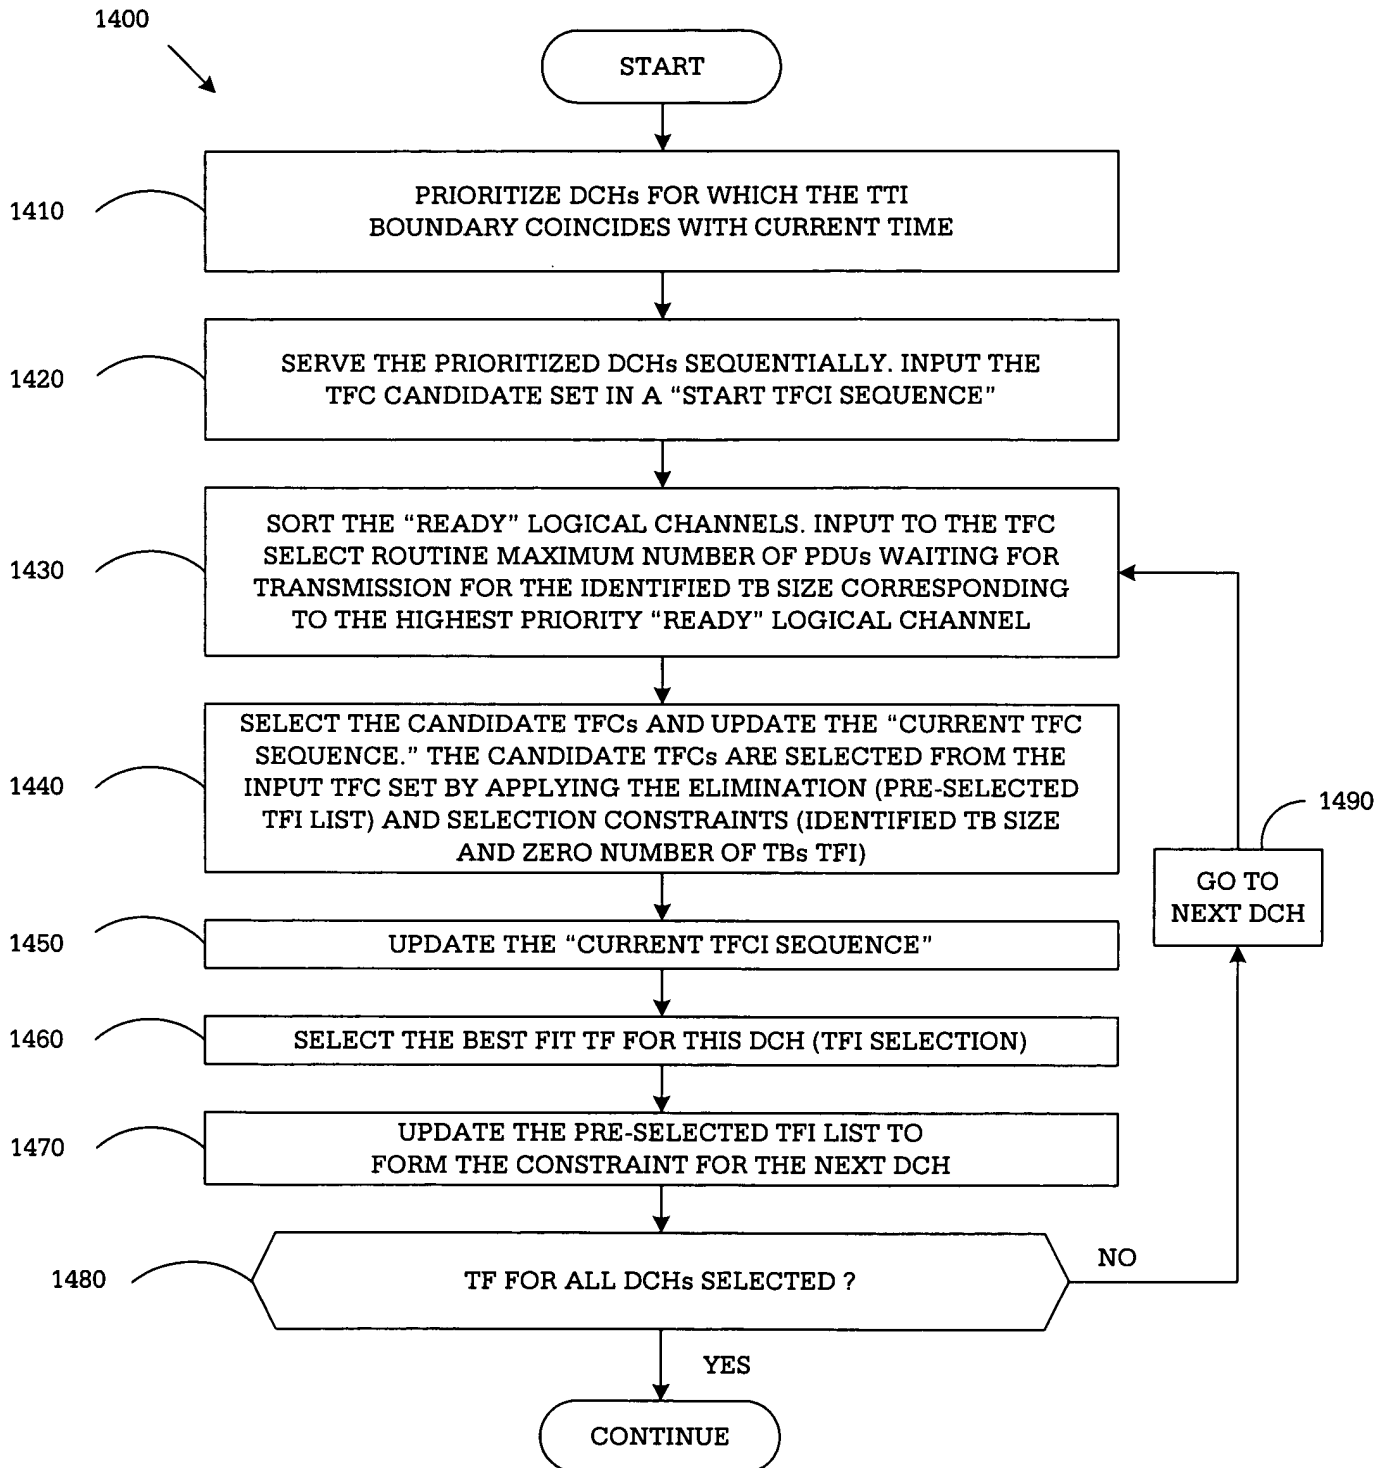 1400
START
1410
PRIORITIZE DCHs FOR WHICH THE TTI
BOUNDARY COINCIDES WITH CURRENT TIME
1420
SERVE THE PRIORITIZED DCHs SEQUENTIALLY. INPUT THE
TFC CANDIDATE SET IN A “START TFCI SEQUENCE”
1430
SORT THE “READY” LOGICAL CHANNELS. INPUT TO THE TFC
SELECT ROUTINE MAXIMUM NUMBER OF PDUs WAITING FOR
TRANSMISSION FOR THE IDENTIFIED TB SIZE CORRESPONDING
TO THE HIGHEST PRIORITY “READY” LOGICAL CHANNEL
1440
SELECT THE CANDIDATE TFCs AND UPDATE THE “CURRENT TFC
SEQUENCE.” THE CANDIDATE TFCs ARE SELECTED FROM THE
INPUT TFC SET BY APPLYING THE ELIMINATION (PRE-SELECTED
TFI LIST) AND SELECTION CONSTRAINTS (IDENTIFIED TB SIZE
AND ZERO NUMBER OF TBs TFI)
1490
GO TO
NEXT DCH
1450
UPDATE THE “CURRENT TFCI SEQUENCE”
1460
SELECT THE BEST FIT TF FOR THIS DCH (TFI SELECTION)
1470
UPDATE THE PRE-SELECTED TFI LIST TO
FORM THE CONSTRAINT FOR THE NEXT DCH
1480
TF FOR ALL DCHs SELECTED ?
NO
YES
CONTINUE